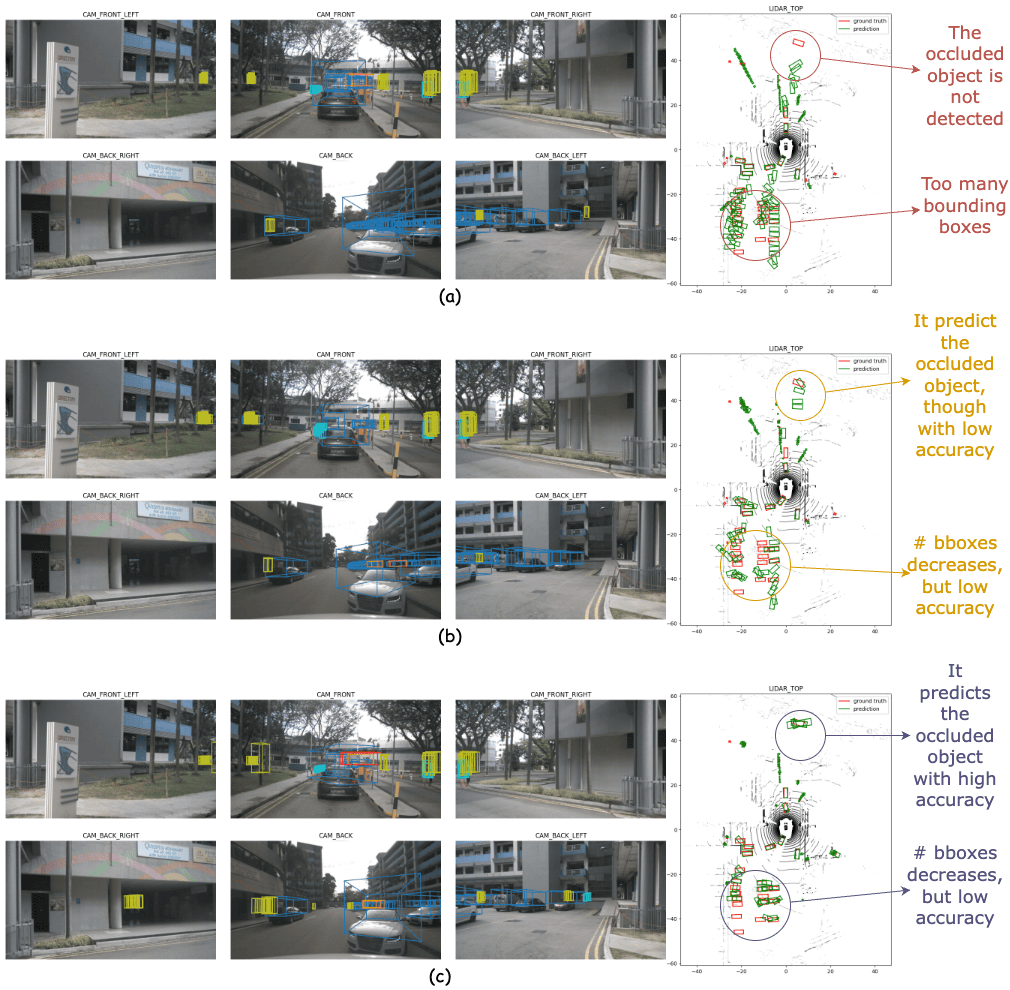 CAM_FRONT_LEFT
CAM_FRONT
CAM_FRONT_RIGHT
LIDAR_TOP
ground truth
prediction
60
40
20
0
−20
−40
−60
−40
−20
0
20
40
The
occluded
object is
not
detected
Too many
bounding
boxes
CAM_BACK_RIGHT
CAM_BACK
CAM_BACK_LEFT
(a)
CAM_FRONT_LEFT
CAM_FRONT
CAM_FRONT_RIGHT
LIDAR_TOP
ground truth
prediction
60
40
20
0
−20
−40
−60
−40
−20
0
20
40
It predict
the
occluded
object,
though
with low
accuracy
# bboxes
decreases,
but low
accuracy
CAM_BACK_RIGHT
CAM_BACK
CAM_BACK_LEFT
(b)
CAM_FRONT_LEFT
CAM_FRONT
CAM_FRONT_RIGHT
LIDAR_TOP
ground truth
prediction
60
40
20
0
−20
−40
−60
−40
−20
0
20
40
It
predicts
the
occluded
object
with high
accuracy
# bboxes
decreases,
but low
accuracy
CAM_BACK_RIGHT
CAM_BACK
CAM_BACK_LEFT
(c)